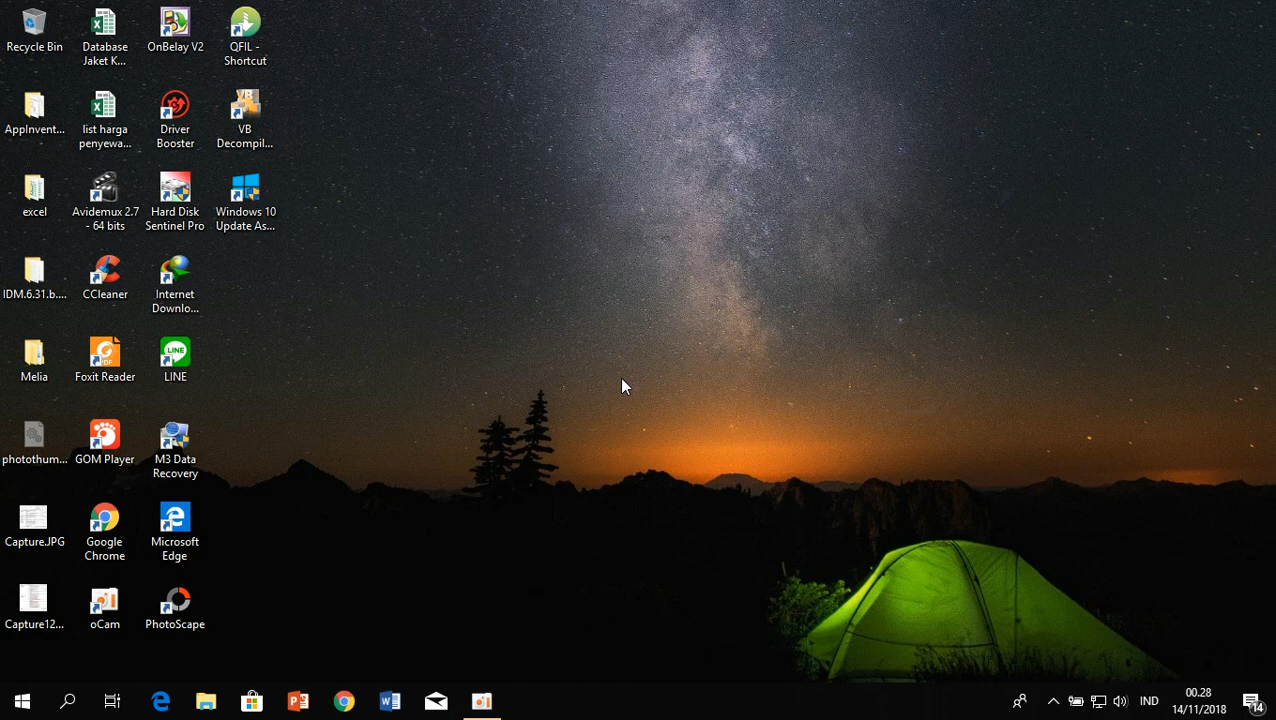 Recycle Bin
Database
Jaket K...
OnBelay V2
QFIL -
Shortcut
AppInvent...
list harga
penyewa...
Driver
Booster
VB
Decompil...
excel
Avidemux 2.7
- 64 bits
Hard Disk
Sentinel Pro
Windows 10
Update As...
IDM.6.31.b....
CCleaner
Internet
Downlo...
Melia
Foxit Reader
LINE
photothum...
GOM Player
M3 Data
Recovery
Capture.JPG
Google
Chrome
Microsoft
Edge
Capture12...
oCam
PhotoScape
IND
00.28
14/11/2018
14